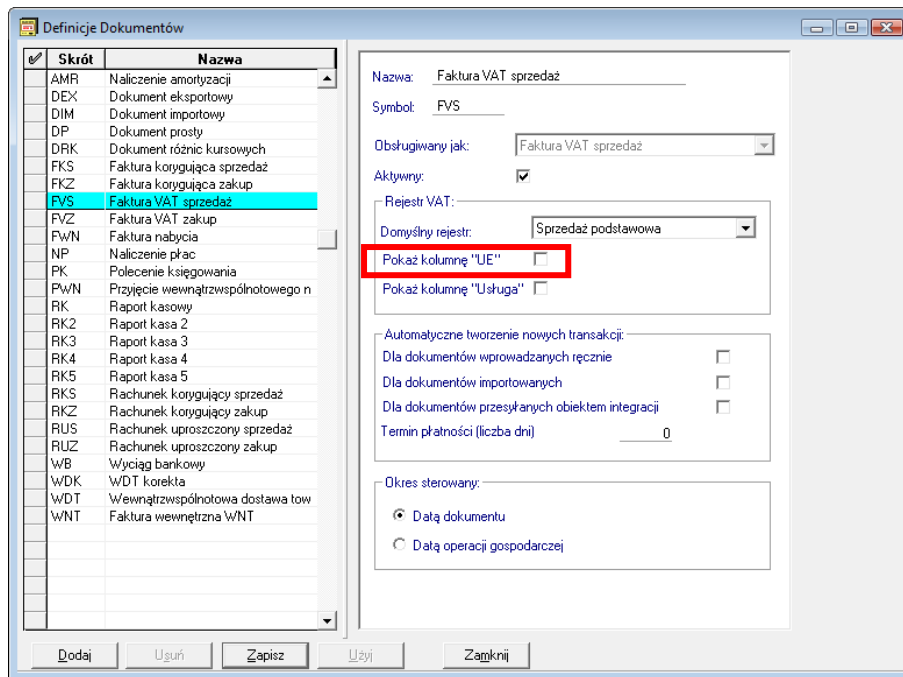 Definicje Dokumentów
Skrót Nazwa
AMR Naliczenie amortyzacji
DEX Dokument eksportowy
DIM Dokument importowy
DP Dokument prosty
DRK Dokument różnic kursowych
FKS Faktura korygująca sprzedaż
FKZ Faktura korygująca zakup
FVS Faktura VAT sprzedaż
FVZ Faktura VAT zakup
FWN Faktura nabycia
NP Naliczenie płac
PK Polecenie księgowania
PWN Przyjęcie wewnątrzwspólnotowego n
RK Raport kasowy
RK2 Raport kasa 2
RK3 Raport kasa 3
RK4 Raport kasa 4
RK5 Raport kasa 5
RKS Rachunek korygujący sprzedaż
RKZ Rachunek korygujący zakup
RUS Rachunek uproszczony sprzedaż
RUZ Rachunek uproszczony zakup
WB Wyciąg bankowy
WDK WDT korekta
WDT Wewnątrzwspólnotowa dostawa tow
WNT Faktura wewnętrzna WNT
Nazwa: Faktura VAT sprzedaż
Symbol: FVS
Obsługiwany jak: Faktura VAT sprzedaż
Aktywny:
Rejestr VAT:
Domyślny rejestr: Sprzedaż podstawowa
Pokaż kolumnę "UE"
Pokaż kolumnę "Usługa"
Automatyczne tworzenie nowych transakcji:
Dla dokumentów wprowadzanych ręcznie
Dla dokumentów importowanych
Dla dokumentów przesyłanych obiektem integracji
Termin płatności (liczba dni) 0
Okres sterowany:
Datą dokumentu
Datą operacji gospodarczej
Dodaj Usuń Zapisz Użyj Zamknij